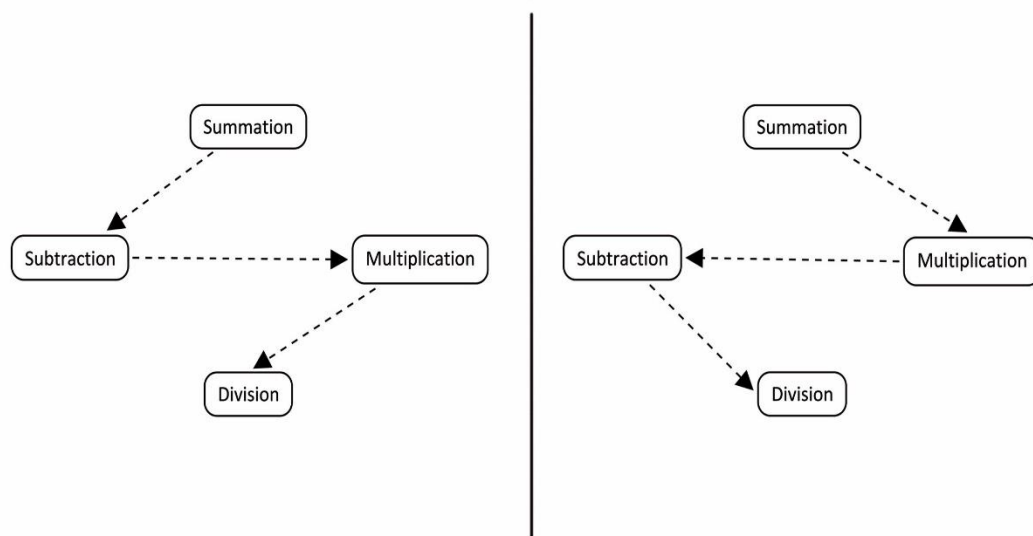 Summation
Subtraction
Multiplication
Division
Summation
Subtraction
Multiplication
Division